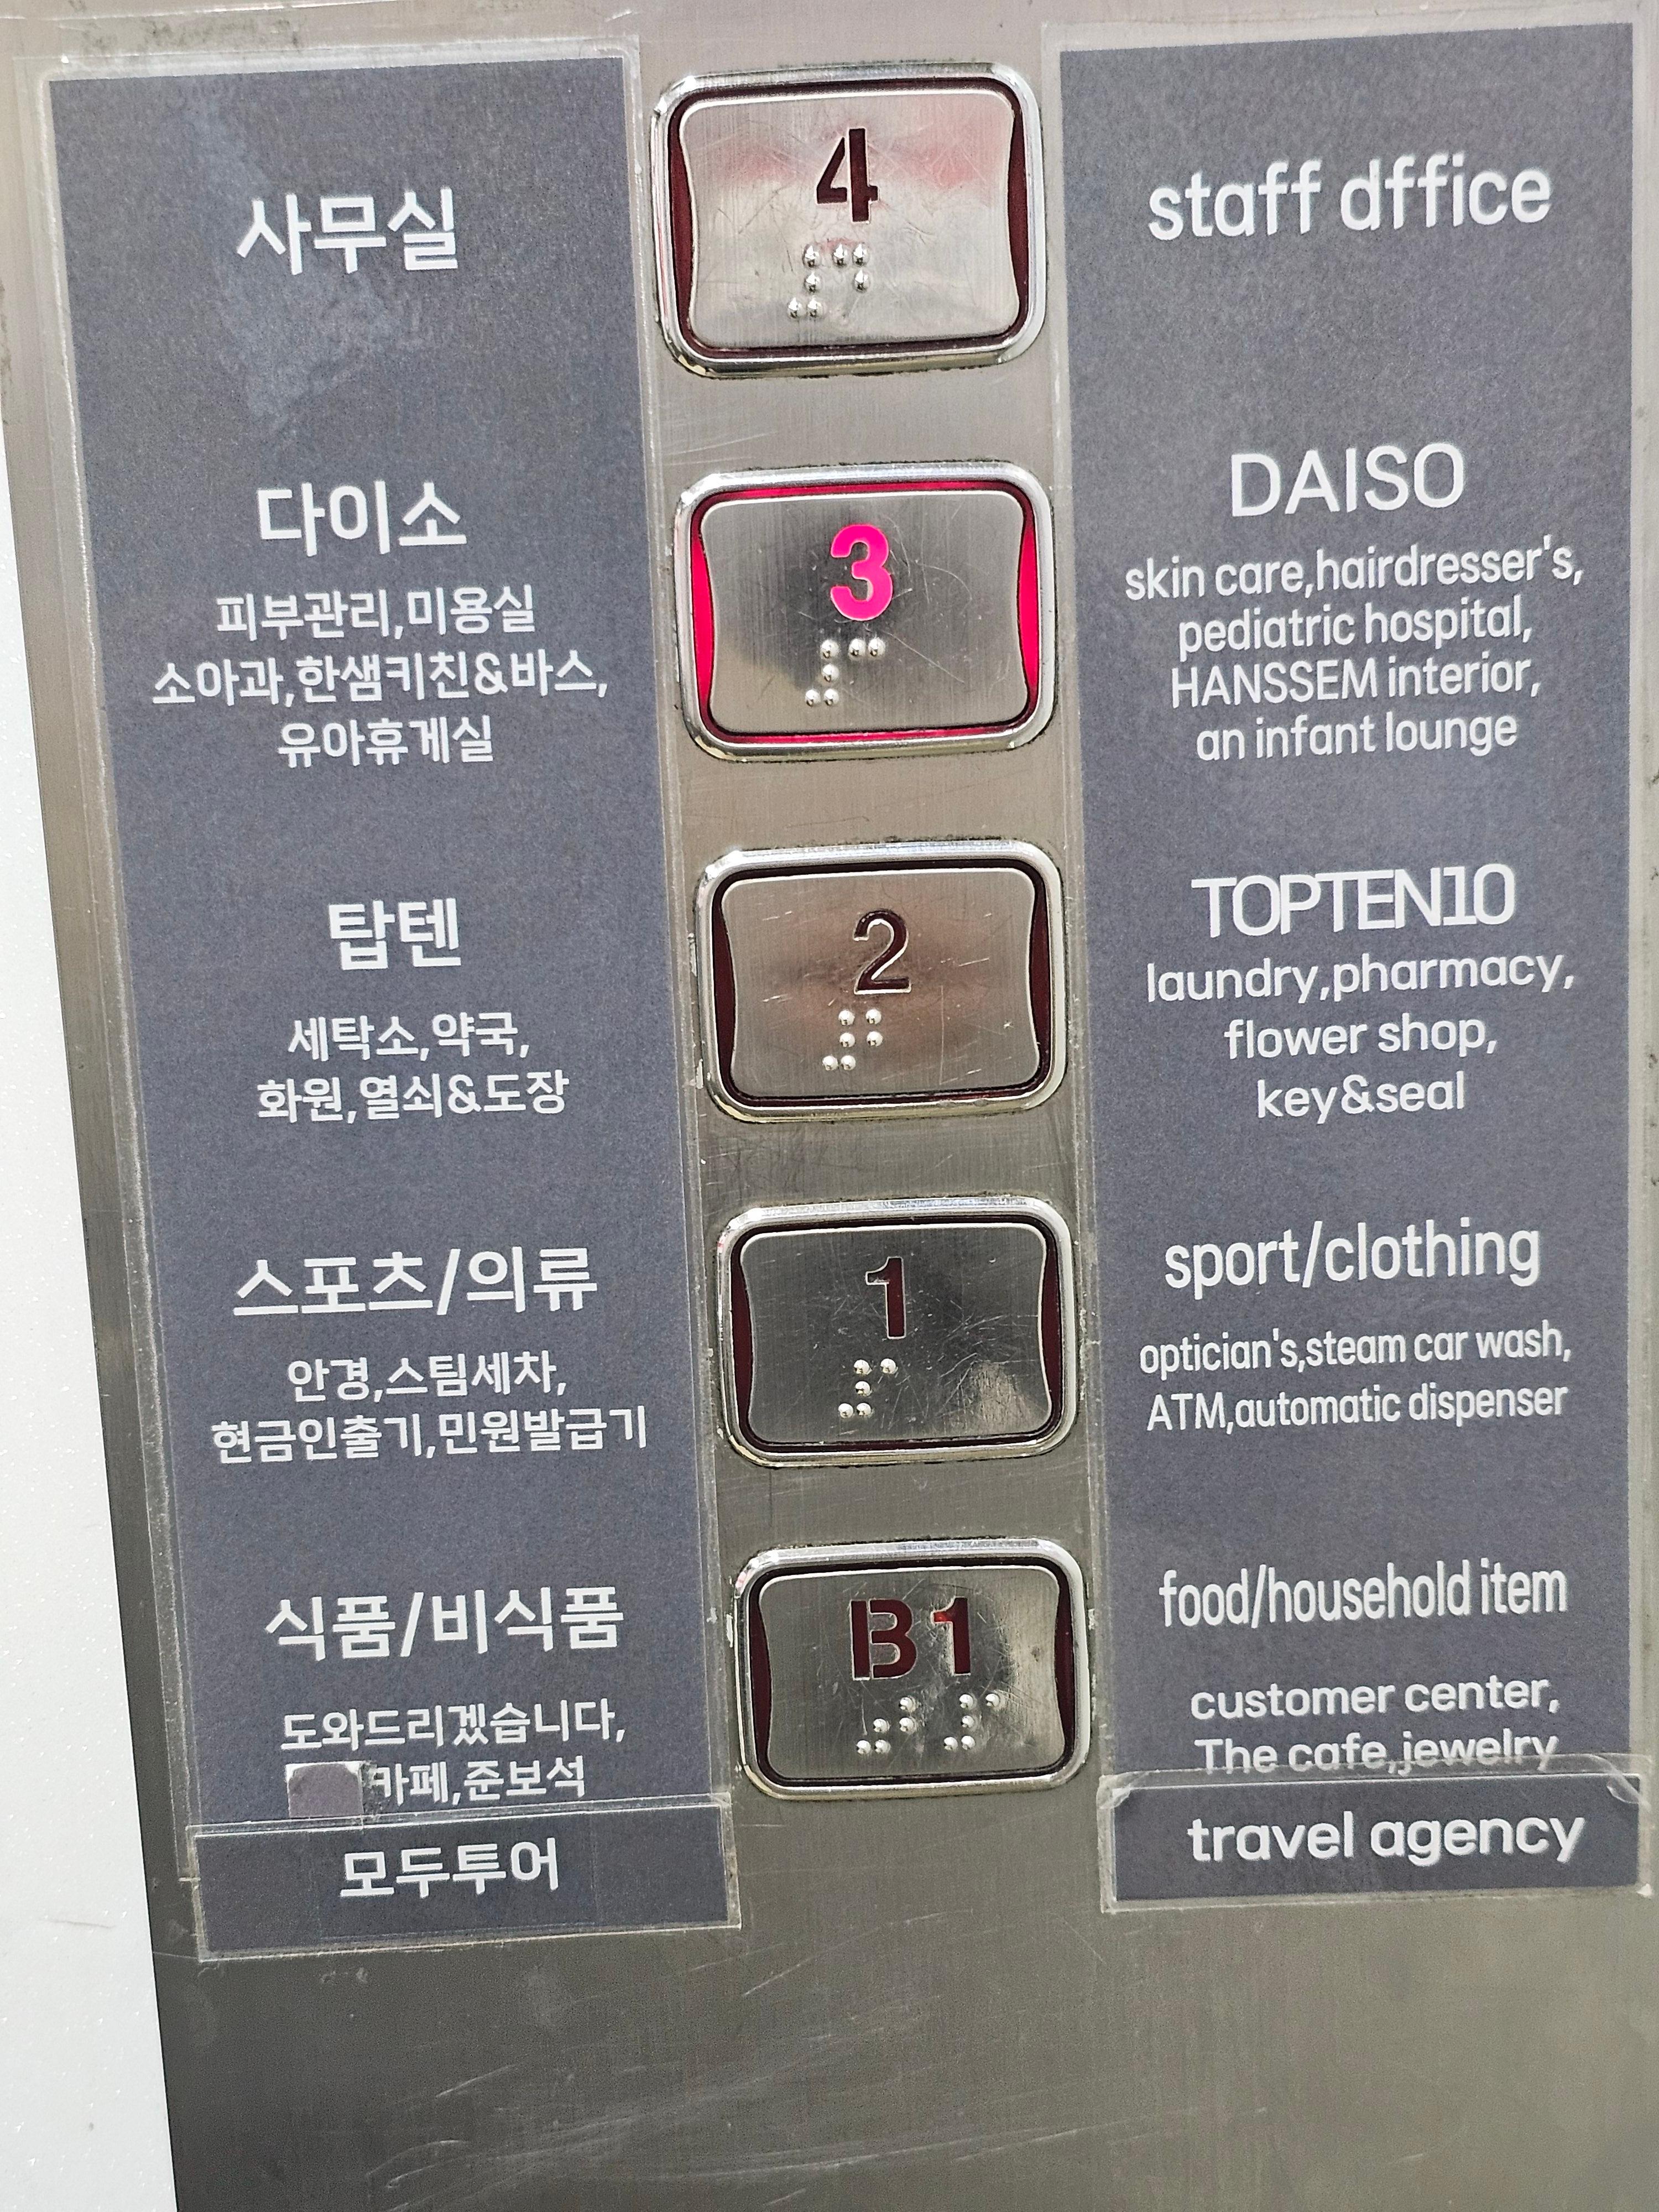 사무실
4
staff dffice
다이소
피부관리,미용실
소아과,한샘키친&바스,
유아휴게실
3
DAISO
skin care,hairdresser's,
pediatric hospital,
HANSSEM interior,
an infant lounge
탑텐
세탁소,약국,
화원,열쇠&도장
2
TOPTEN10
laundry,pharmacy,
flower shop,
key&seal
스포츠/의류
안경,스팀세차,
현금인출기,민원발급기
1
sport/clothing
optician's,steam car wash,
ATM,automatic dispenser
식품/비식품
도와드리겠습니다,
카페,준보석
모두투어
B1
food/household item
customer center,
The cafe,jewelry
travel agency